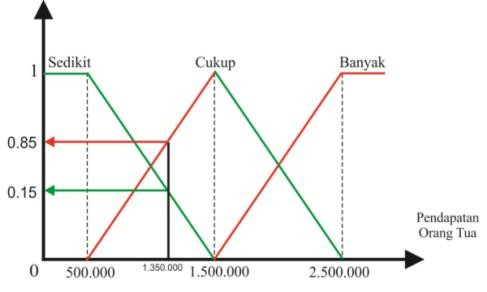 Sedikit
Cukup
Banyak
1
0.85
0.15
Pendapatan
Orang Tua
0
500.000
1.350.000
1.500.000
2.500.000